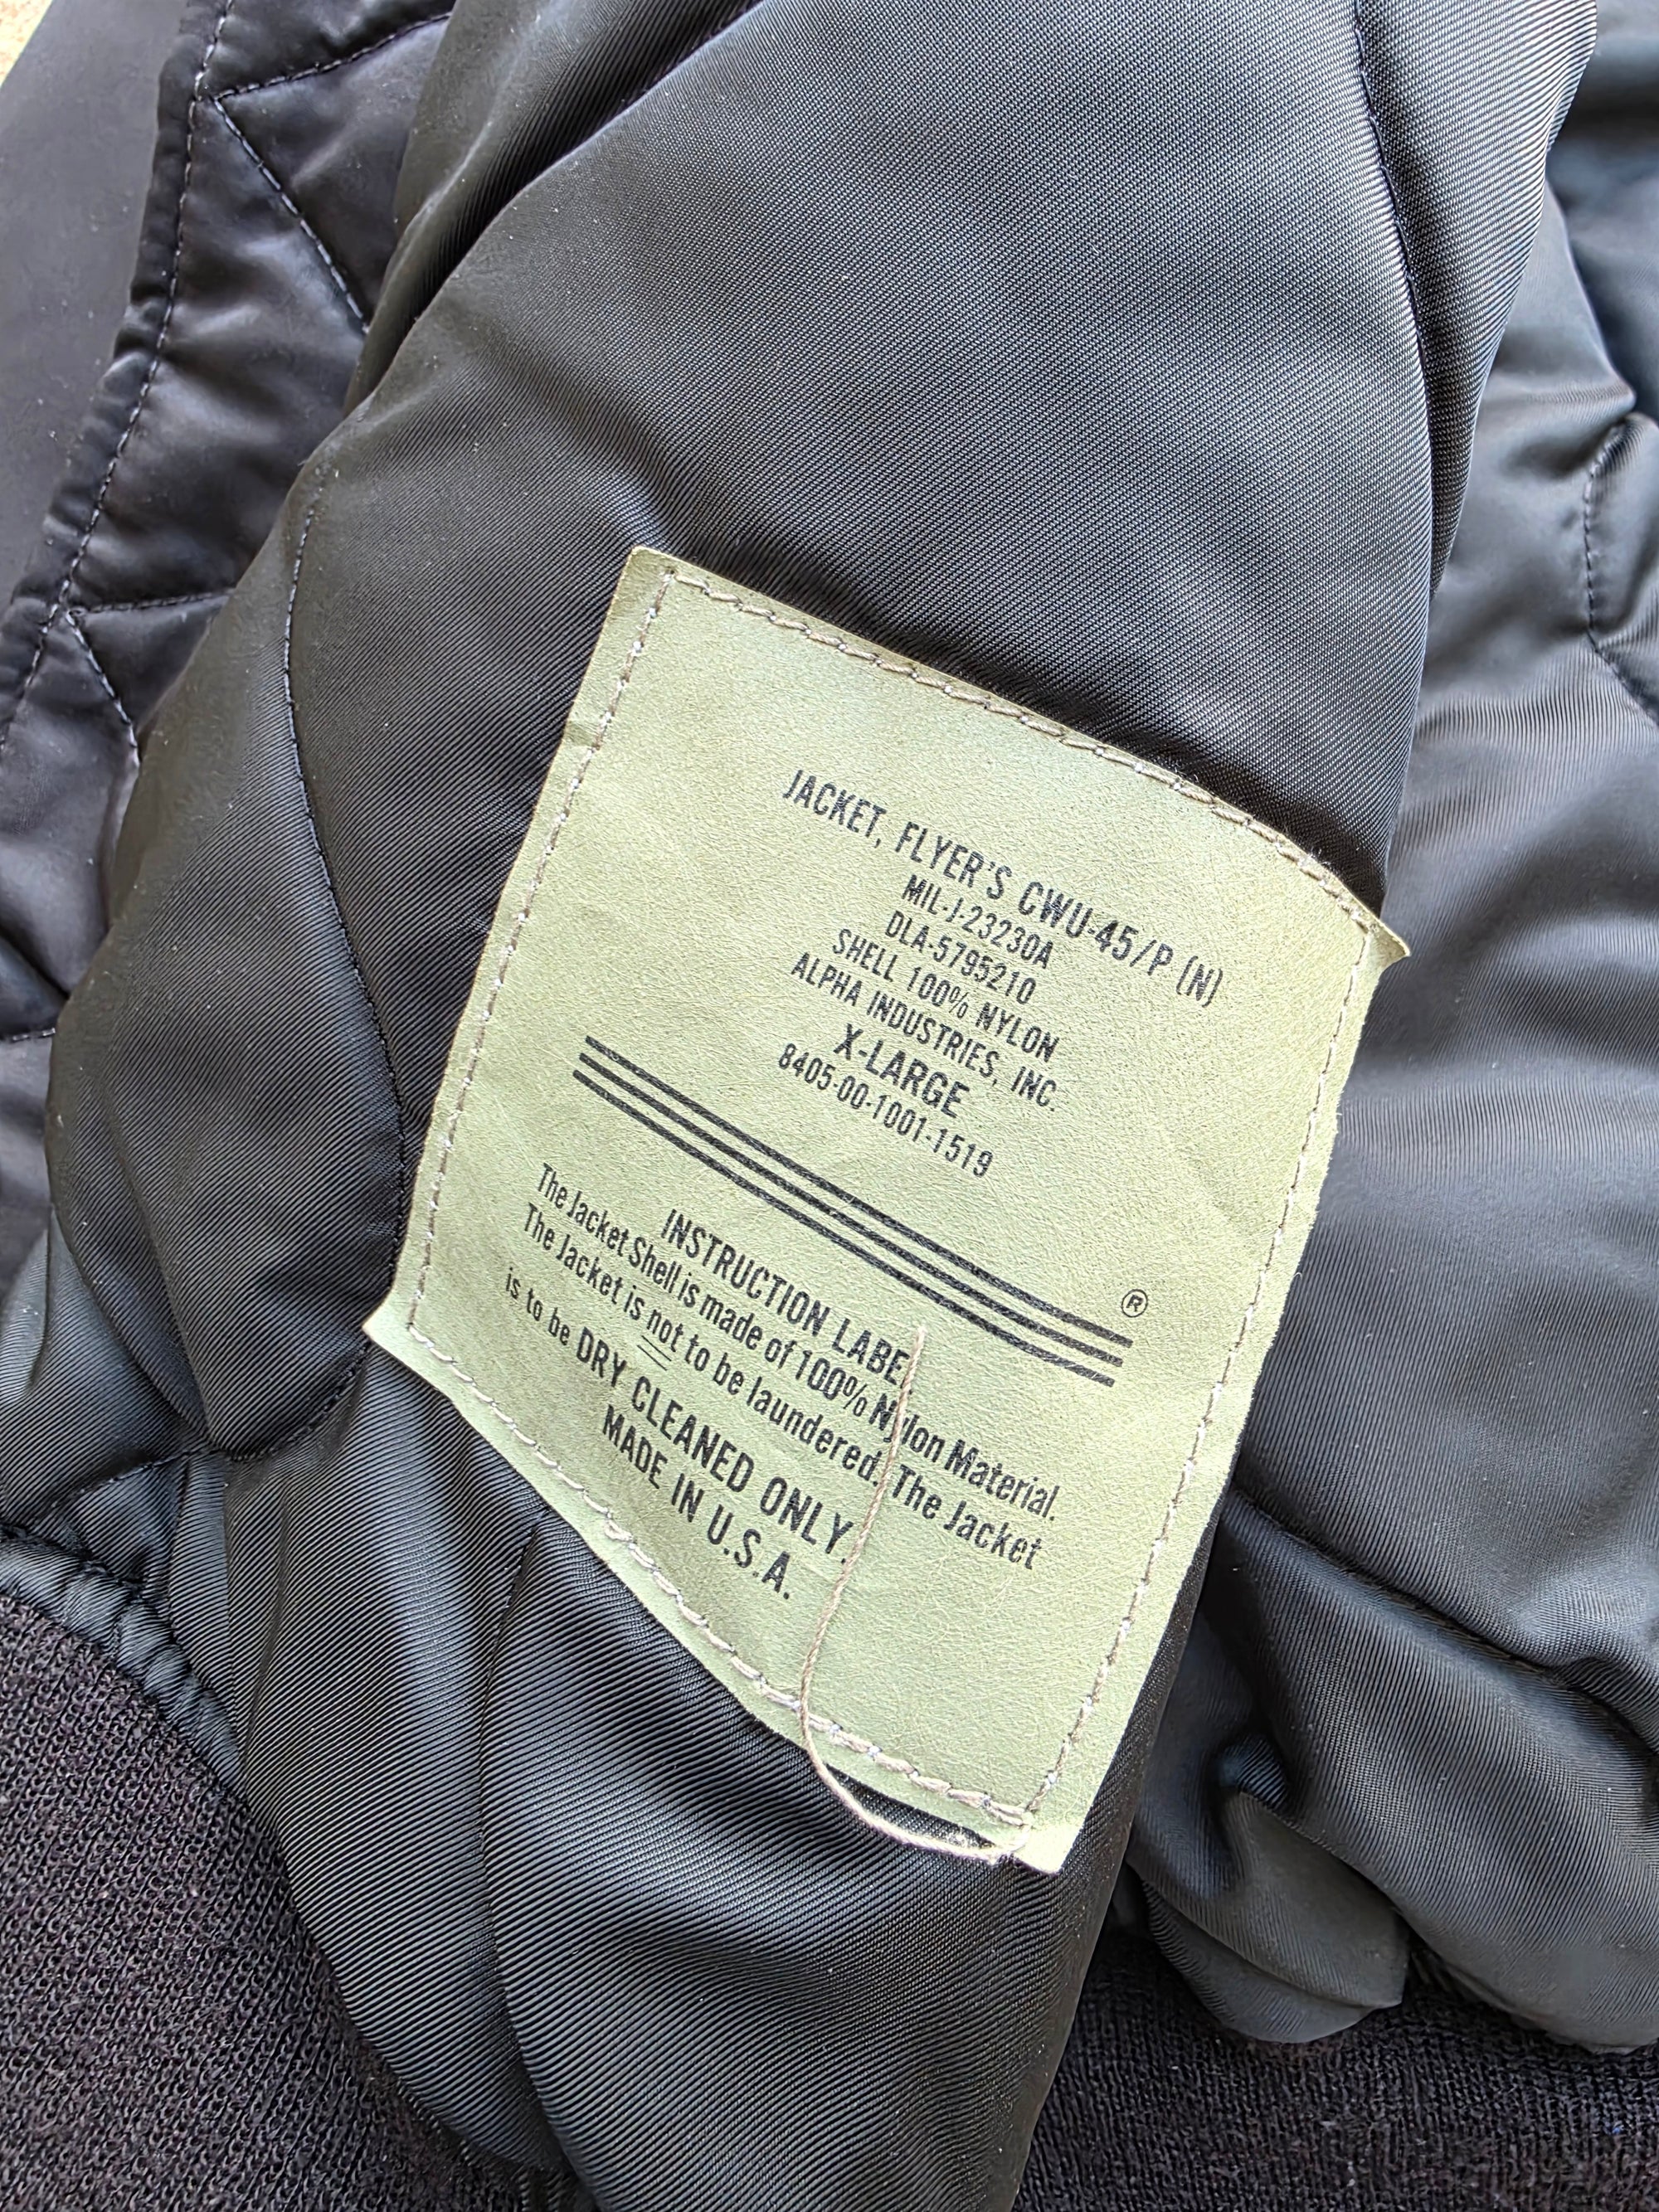 JACKET, FLYER'S CWU-45/P (N)
MIL-J-23230A
DLA-5795210
SHELL 100% NYLON
ALPHA INDUSTRIES, INC.
X-LARGE
8405-00-1001-1519
®
INSTRUCTION LABEL
The Jacket Shell is made of 100% Nylon Material.
The Jacket is not to be laundered. The Jacket
is to be DRY CLEANED ONLY.
MADE IN U.S.A.